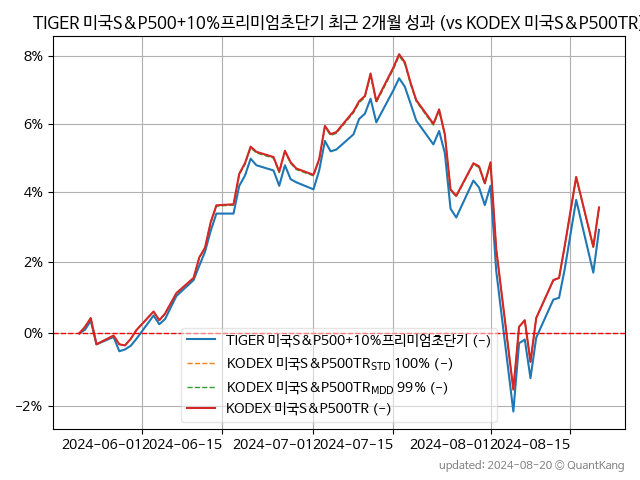 TIGER 미국S&P500+10%프리미엄초단기 최근 2개월 성과 (vs KODEX 미국S&P500TR)
8%
6%
4%
2%
0%
−2%
TIGER 미국S&P500+10%프리미엄초단기 (-)
KODEX 미국S&P500TR_STD 100% (-)
KODEX 미국S&P500TR_MDD 99% (-)
KODEX 미국S&P500TR (-)
2024-06-01 2024-06-15 2024-07-01 2024-07-15 2024-08-01 2024-08-15
updated: 2024-08-20 © QuantKang